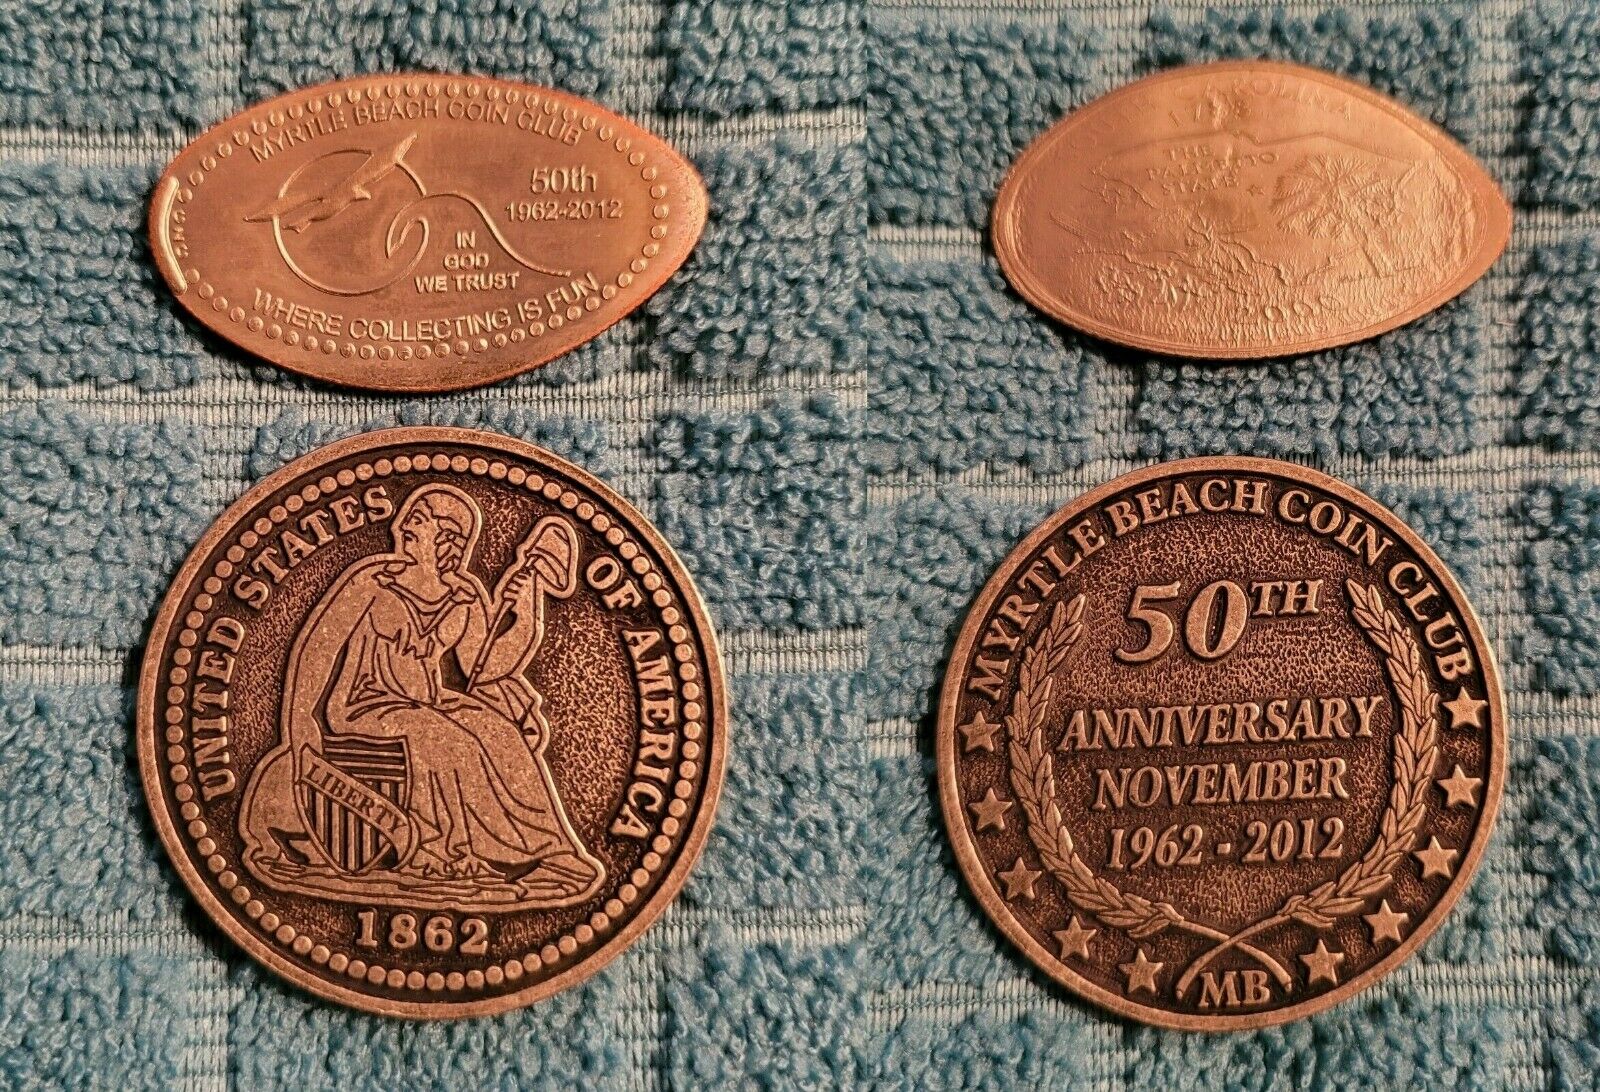 MYRTLE BEACH COIN CLUB
50th
1962-2012
IN
GOD
WE TRUST
WHERE COLLECTING IS FUN
CAROLINA
THE
STATE
UNITED STATES OF AMERICA
LIBERTY
1862
MYRTLE BEACH COIN CLUB
50TH
ANNIVERSARY
NOVEMBER
1962 - 2012
MB